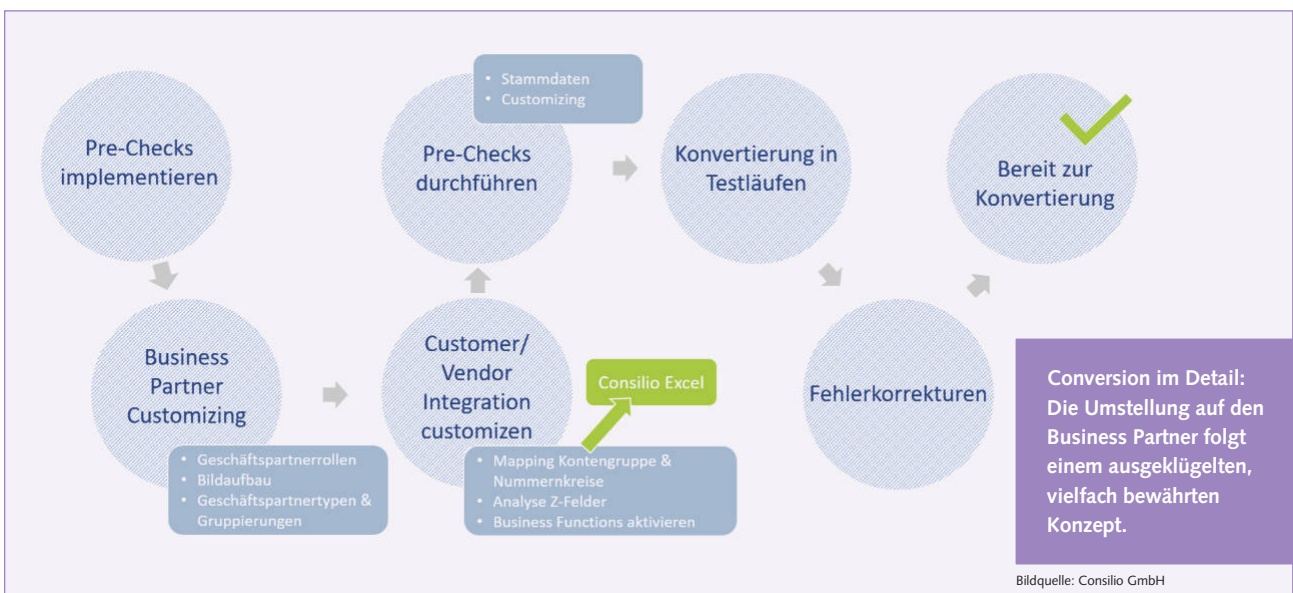 Pre-Checks
implementieren
Business
Partner
Customizing
• Geschäftspartnerrollen
• Bildaufbau
• Geschäftspartnertypen &
Gruppierungen
Customer/
Vendor
Integration
customizen
• Mapping Kontengruppe &
Nummernkreise
• Analyse Z-Felder
• Business Functions aktivieren
Consilio Excel
Pre-Checks
durchführen
• Stammdaten
• Customizing
Konvertierung in
Testläufen
Fehlerkorrekturen
Bereit zur
Konvertierung
Conversion im Detail:
Die Umstellung auf den
Business Partner folgt
einem ausgeklügelten,
vielfach bewährten
Konzept.
Bildquelle: Consilio GmbH